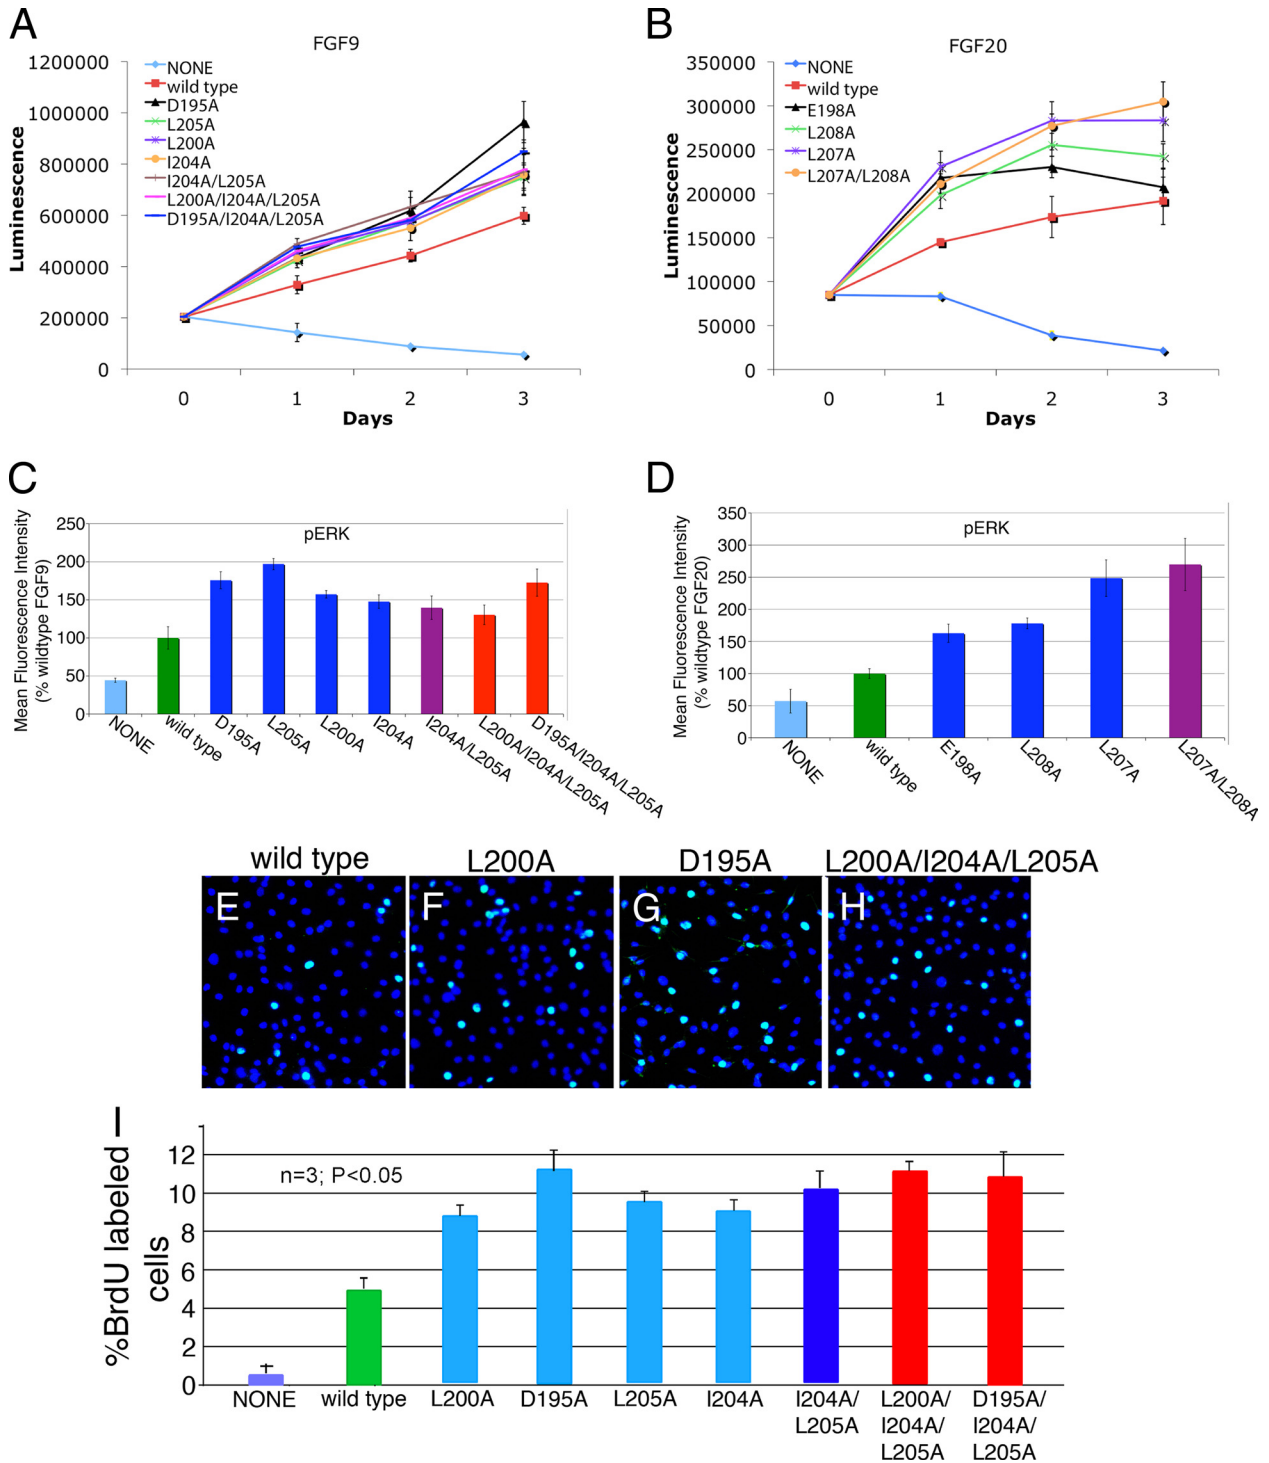 A
FGF9
1200000
1000000
800000
600000
400000
200000
0
Luminescence
NONE
wild type
D195A
L205A
L200A
I204A
I204A/L205A
L200A/I204A/L205A
D195A/I204A/L205A
0 1 2 3
Days
B
FGF20
350000
300000
250000
200000
150000
100000
50000
0
Luminescence
NONE
wild type
E198A
L208A
L207A
L207A/L208A
0 1 2 3
Days
C
pERK
Mean Fluorescence Intensity
(% wildtype FGF9)
250
200
150
100
50
0
NONE
wild type
D195A
L205A
L200A
I204A
I204A/L205A
L200A/I204A/L205A
D195A/I204A/L205A
D
pERK
Mean Fluorescence Intensity
(% wildtype FGF20)
350
300
250
200
150
100
50
0
NONE
wild type
E198A
L208A
L207A
L207A/L208A
wild type L200A D195A L200A/I204A/L205A
E F G H
I
%BrdU labeled
cells
n=3; P<0.05
12
10
8
6
4
2
0
NONE
wild type
L200A
D195A
L205A
I204A
I204A/
L205A
L200A/
I204A/
L205A
D195A/
I204A/
L205A